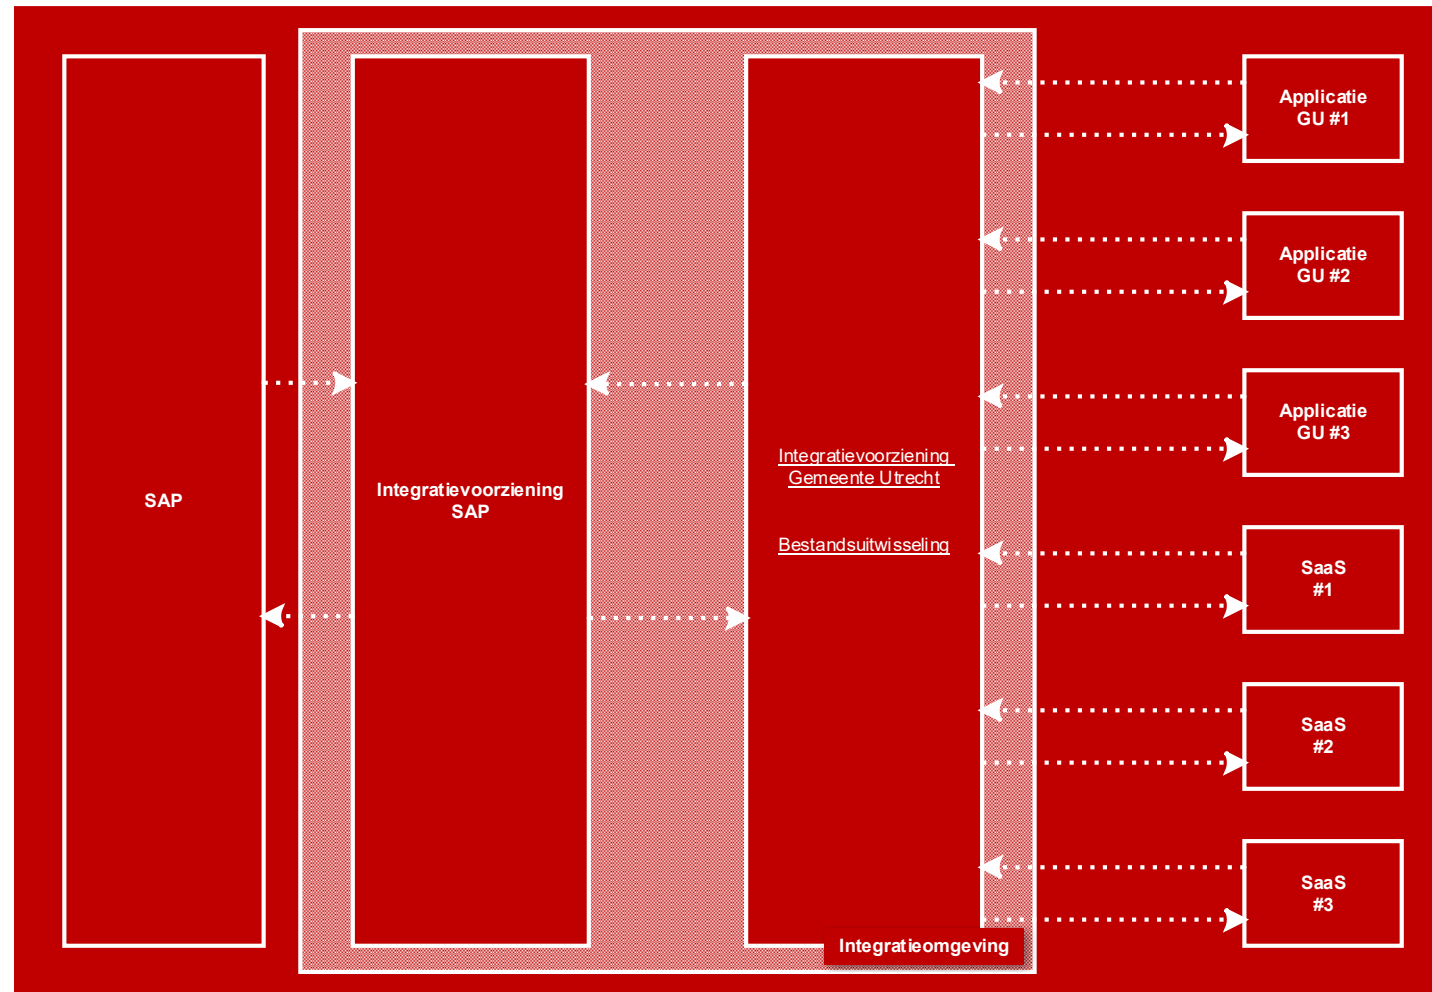 SAP
Integratievoorziening
SAP
Integratievoorziening
Gemeente Utrecht
Bestandsuitwisseling
Applicatie
GU #1
Applicatie
GU #2
Applicatie
GU #3
SaaS
#1
SaaS
#2
SaaS
#3
Integratieomgeving